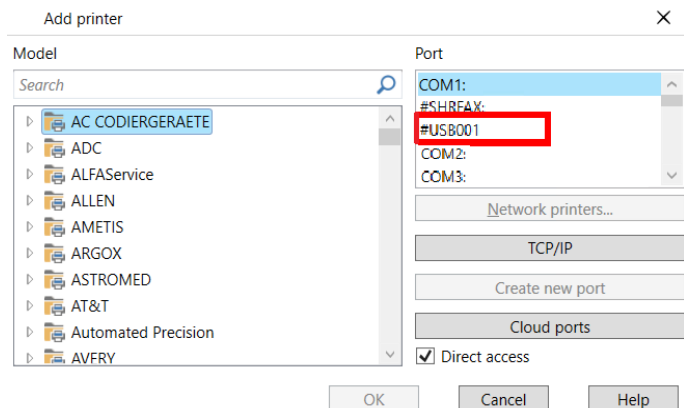 Add printer
Model
Search
AC CODIERGERAETE
ADC
ALFAService
ALLEN
AMETIS
ARGOX
ASTROMED
AT&T
Automated Precision
AVERY
Port
COM1:
#SHRFAX:
#USB001
COM2:
COM3:
Network printers...
TCP/IP
Create new port
Cloud ports
Direct access
OK
Cancel
Help